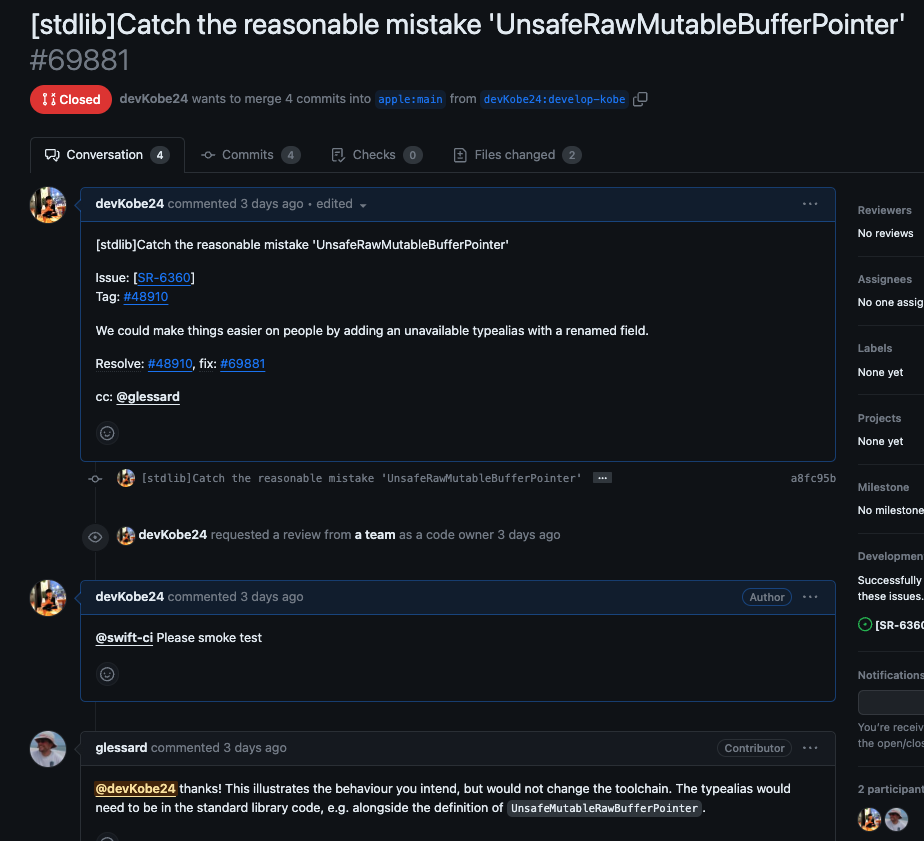 [stdlib]Catch the reasonable mistake 'UnsafeRawMutableBufferPointer'
#69881
Closed devKobe24 wants to merge 4 commits into apple:main from devKobe24:develop-kobe
Conversation 4 Commits 4 Checks 0 Files changed 2
devKobe24 commented 3 days ago • edited
[stdlib]Catch the reasonable mistake 'UnsafeRawMutableBufferPointer'
Issue: [SR-6360]
Tag: #48910
We could make things easier on people by adding an unavailable typealias with a renamed field.
Resolve: #48910, fix: #69881
cc: @glessard
[stdlib]Catch the reasonable mistake 'UnsafeRawMutableBufferPointer' ... a8fc95b
devKobe24 requested a review from a team as a code owner 3 days ago
devKobe24 commented 3 days ago Author
@swift-ci Please smoke test
glessard commented 3 days ago Contributor
@devKobe24 thanks! This illustrates the behaviour you intend, but would not change the toolchain. The typealias would
need to be in the standard library code, e.g. alongside the definition of UnsafeMutableRawBufferPointer.
Reviewers
No reviews
Assignees
No one assig
Labels
None yet
Projects
None yet
Milestone
No milestone
Developmen
Successfully
these issues.
[SR-6360
Notifications
You're receiv
the open/clos
2 participant